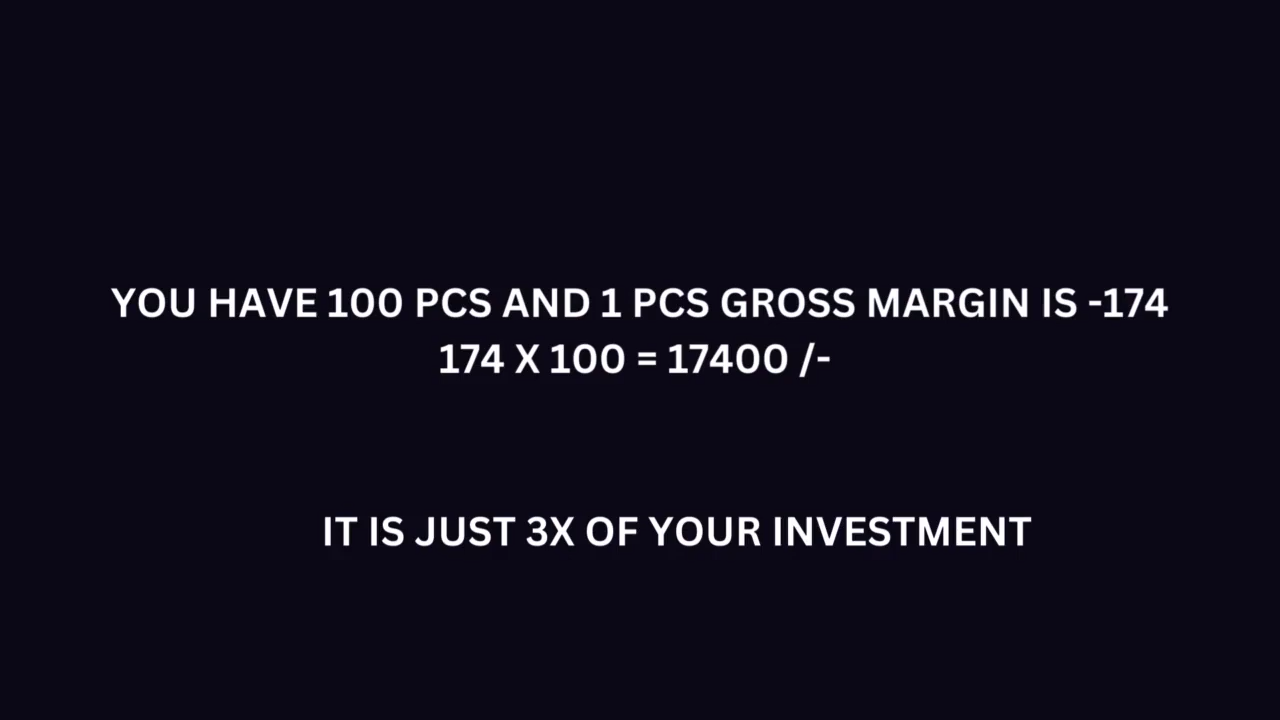 YOU HAVE 100 PCS AND 1 PCS GROSS MARGIN IS -174
174 X 100 = 17400 /-
IT IS JUST 3X OF YOUR INVESTMENT